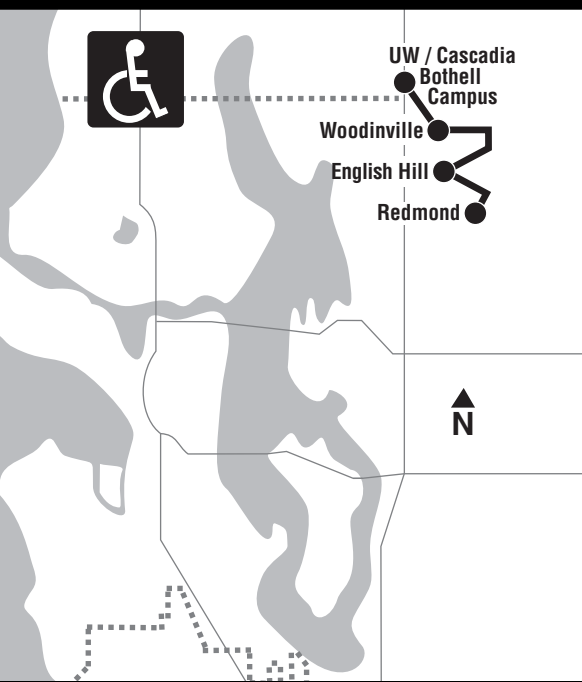 UW / Cascadia
Bothell
Campus
Woodinville
English Hill
Redmond
N